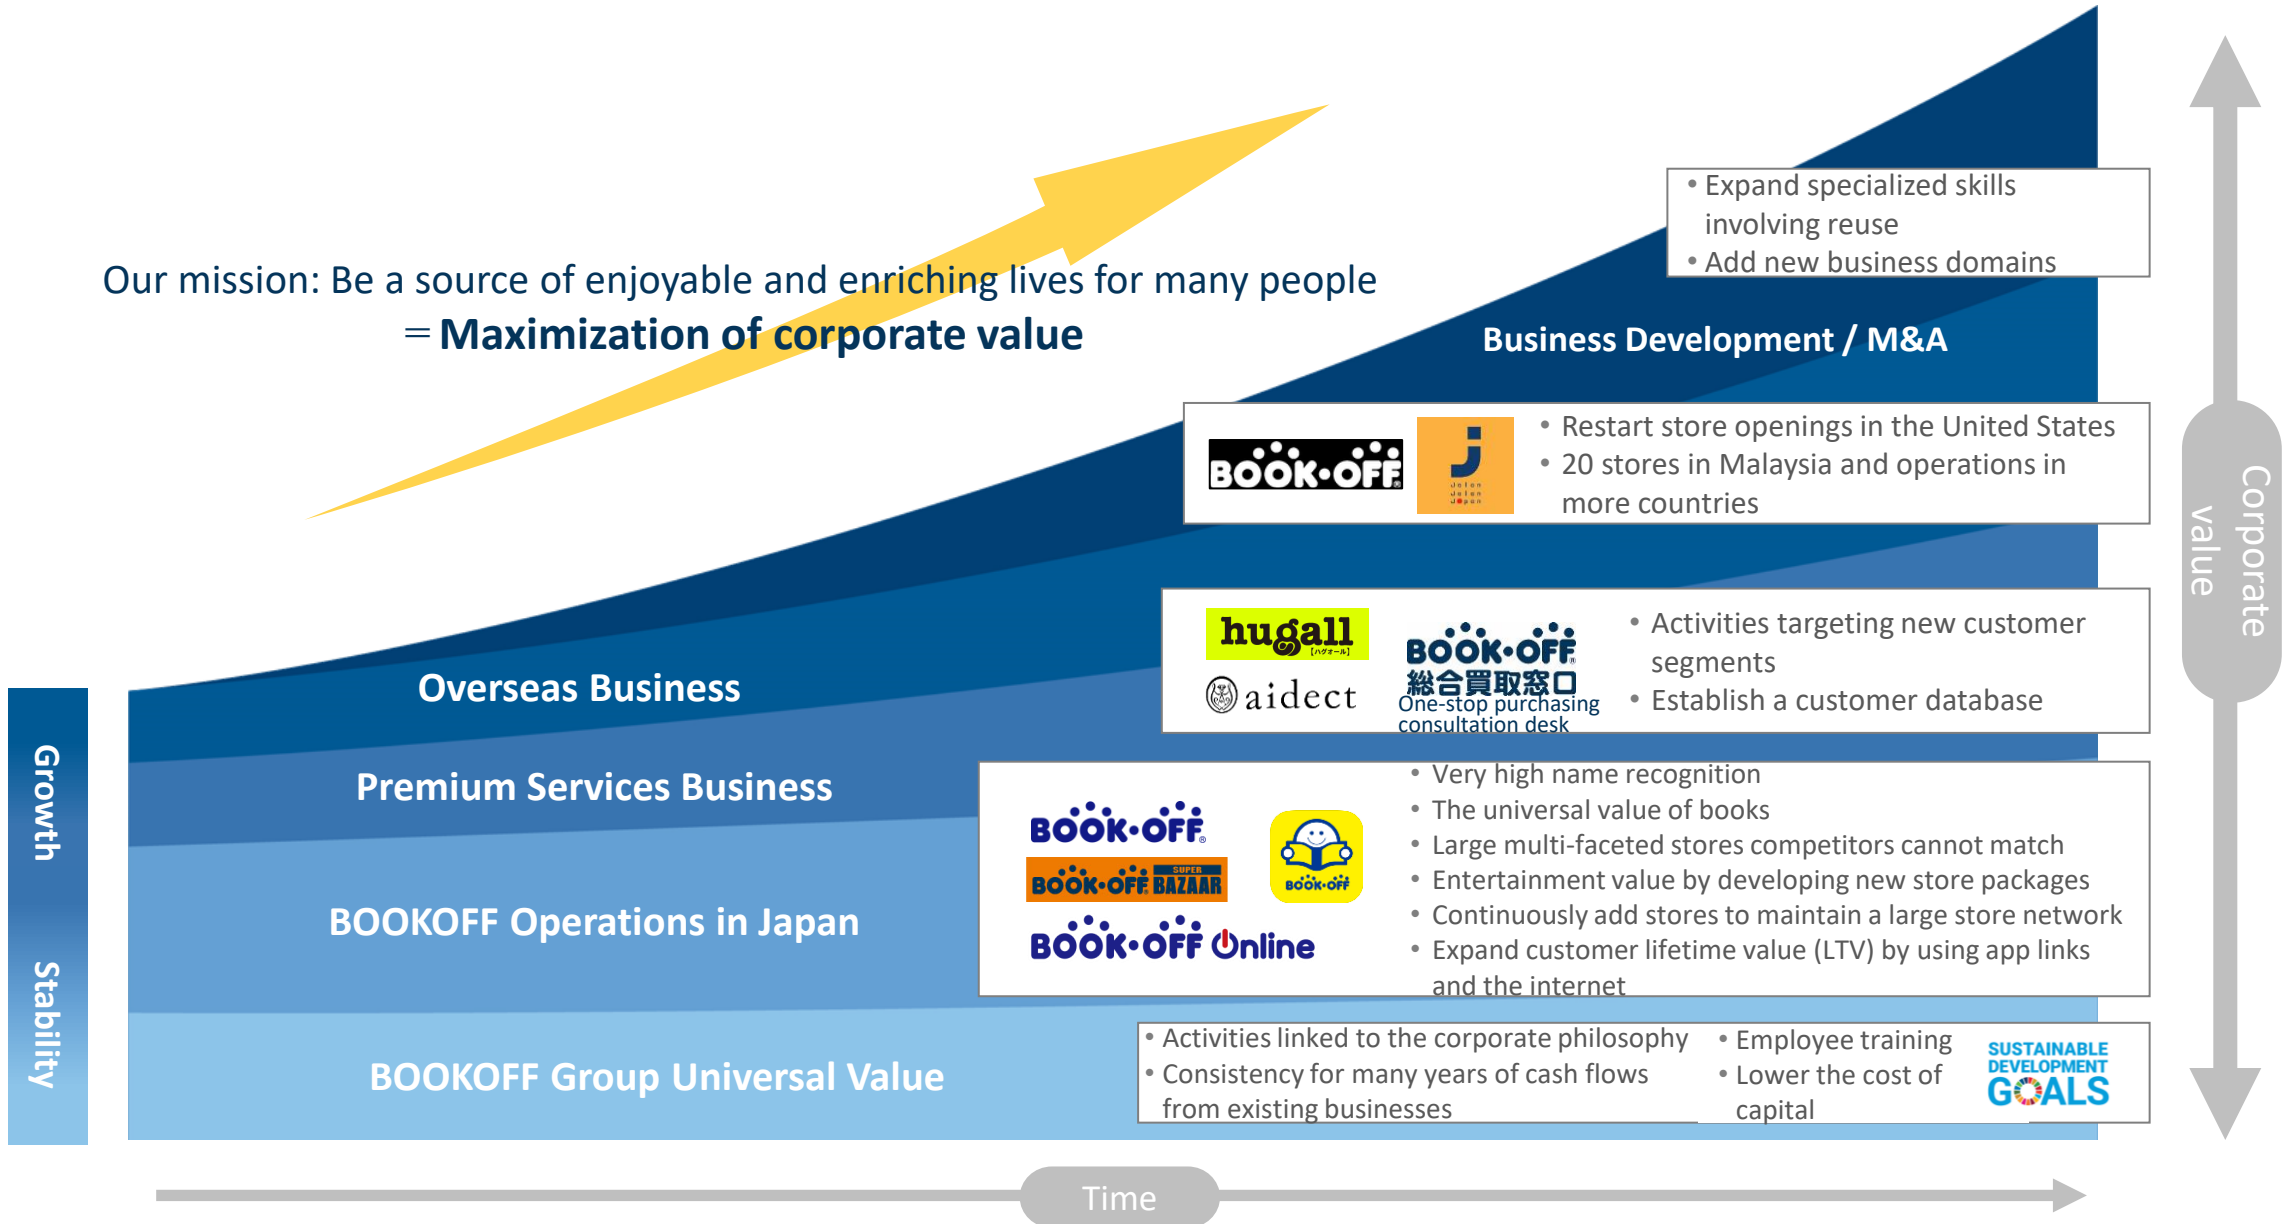 Our mission: Be a source of enjoyable and enriching lives for many people
＝Maximization of corporate value
• Expand specialized skills
involving reuse
• Add new business domains
Business Development / M&A
BOOK・OFF
J
Jalan
Jalan
Japan
• Restart store openings in the United States
• 20 stores in Malaysia and operations in
more countries
Overseas Business
hugall
【ハグオール】
aidect
BOOK・OFF
総合買取窓口
One-stop purchasing
consultation desk
• Activities targeting new customer
segments
• Establish a customer database
Premium Services Business
BOOK・OFF
BOOK・OFF SUPER BAZAAR
BOOK・OFF Online
BOOK・OFF
• Very high name recognition
• The universal value of books
• Large multi-faceted stores competitors cannot match
• Entertainment value by developing new store packages
• Continuously add stores to maintain a large store network
• Expand customer lifetime value (LTV) by using app links
and the internet
BOOKOFF Operations in Japan
BOOKOFF Group Universal Value
• Activities linked to the corporate philosophy
• Consistency for many years of cash flows
from existing businesses
• Employee training
• Lower the cost of
capital
SUSTAINABLE
DEVELOPMENT
GOALS
Growth
Stability
Corporate
value
Time